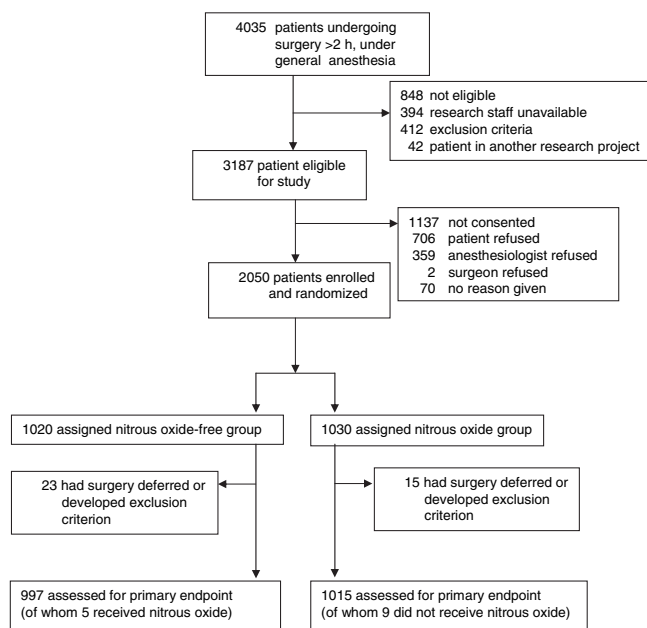 4035 patients undergoing
surgery >2 h, under
general anesthesia
848 not eligible
394 research staff unavailable
412 exclusion criteria
42 patient in another research project
3187 patient eligible
for study
1137 not consented
706 patient refused
359 anesthesiologist refused
2 surgeon refused
70 no reason given
2050 patients enrolled
and randomized
1020 assigned nitrous oxide-free group
1030 assigned nitrous oxide group
23 had surgery deferred or
developed exclusion
criterion
15 had surgery deferred or
developed exclusion
criterion
997 assessed for primary endpoint
(of whom 5 received nitrous oxide)
1015 assessed for primary endpoint
(of whom 9 did not receive nitrous oxide)